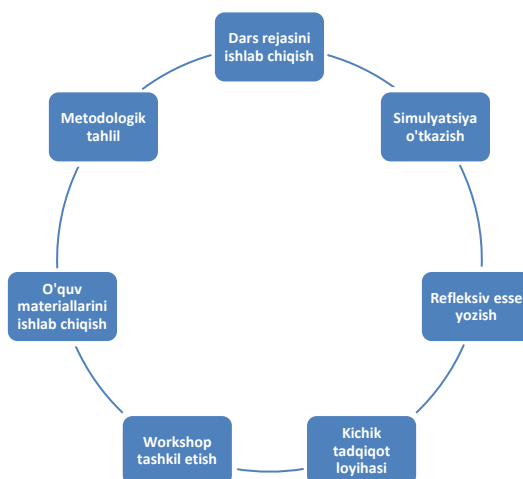 Dars rejasini
ishlab chiqish
Simulyatsiya
o'tkazish
Refleksiv esse
yozish
Kichik
tadqiqot
loyihasi
Workshop
tashkil etish
O'quv
materiallarini
ishlab chiqish
Metodologik
tahlil